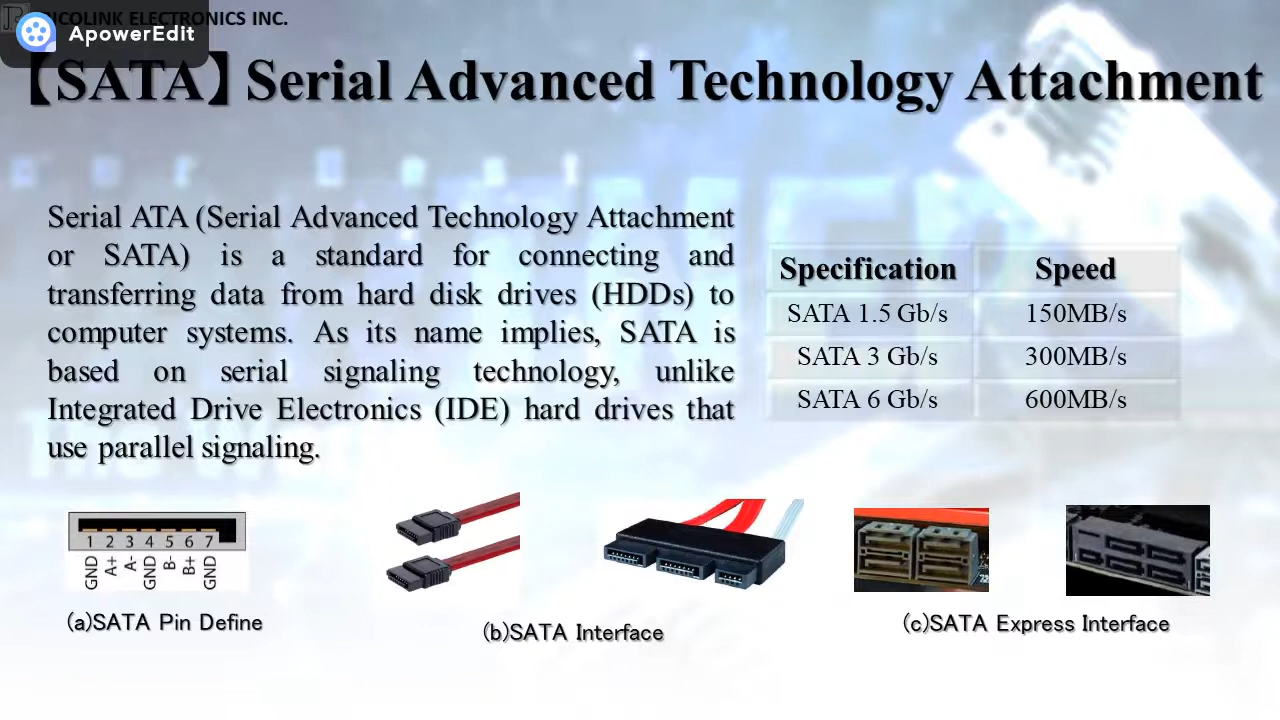 ICOLINK ELECTRONICS INC.
ApowerEdit
【SATA】Serial Advanced Technology Attachment
Serial ATA (Serial Advanced Technology Attachment
or SATA) is a standard for connecting and
transferring data from hard disk drives (HDDs) to
computer systems. As its name implies, SATA is
based on serial signaling technology, unlike
Integrated Drive Electronics (IDE) hard drives that
use parallel signaling.
Specification Speed
SATA 1.5 Gb/s 150MB/s
SATA 3 Gb/s 300MB/s
SATA 6 Gb/s 600MB/s
1 2 3 4 5 6 7
GND A+ A- GND B- B+ GND
(a)SATA Pin Define
(b)SATA Interface
(c)SATA Express Interface